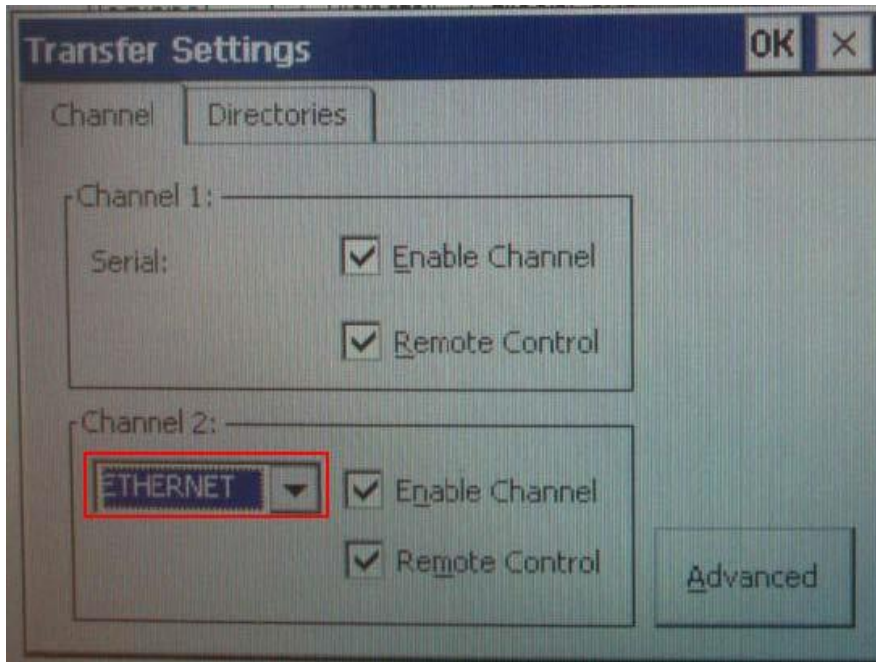 Transfer Settings OK ×
Channel Directories
Channel 1:
Serial: Enable Channel
Remote Control
Channel 2:
ETHERNET Enable Channel
Remote Control
Advanced